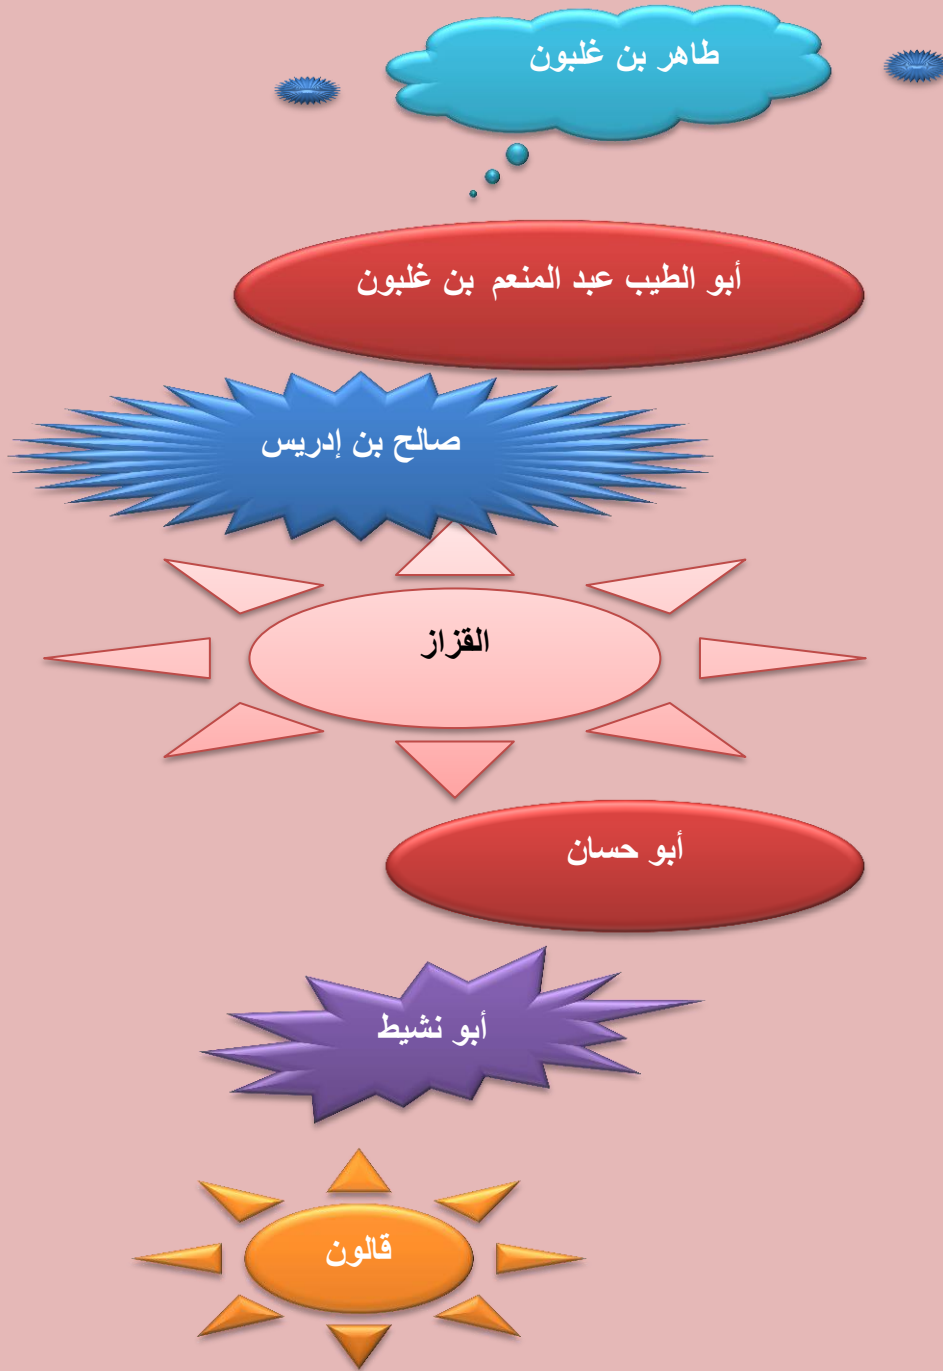 طاهر بن غلبون
أبو الطيب عبد المنعم بن غلبون
صالح بن إدريس
القزاز
أبو حسان
أبو نشيط
قالون